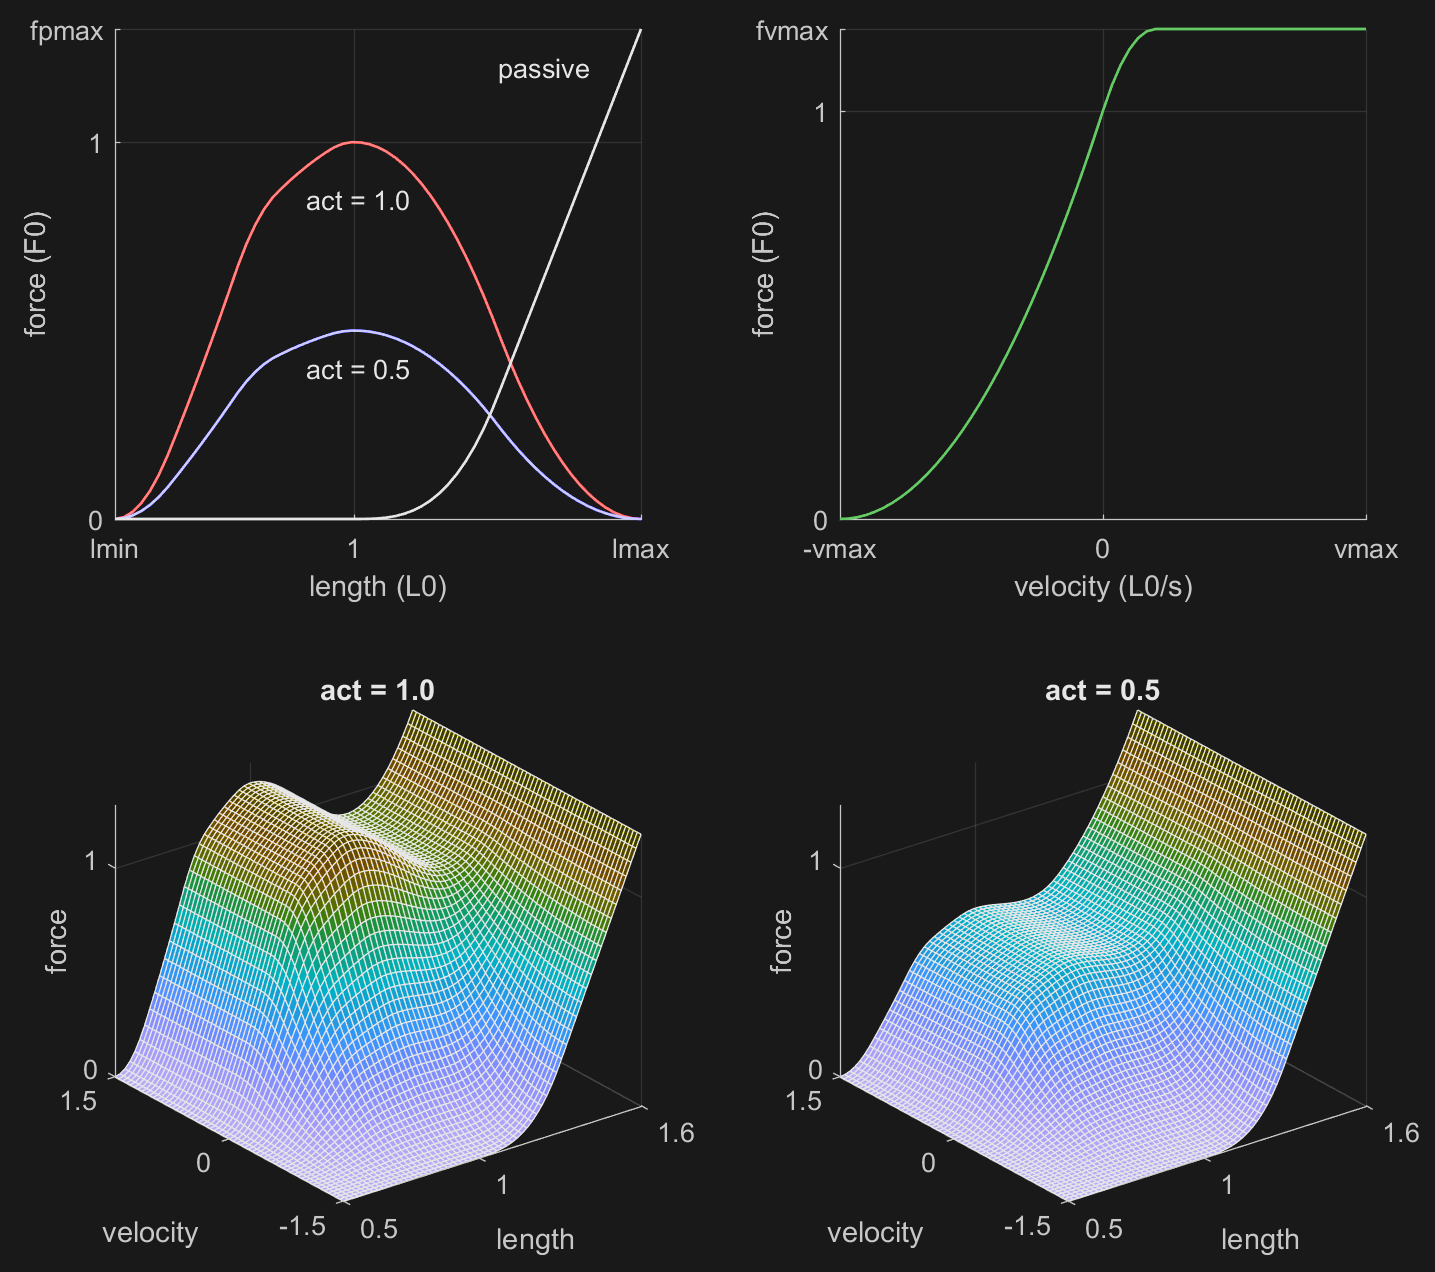 fpmax
passive
1
act = 1.0
force (F0)
act = 0.5
0
lmin
1
lmax
length (L0)
fvmax
1
force (F0)
0
-vmax
0
vmax
velocity (L0/s)
act = 1.0
1
force
0
1.5
0
-1.5
velocity
0.5
1
1.6
length
act = 0.5
1
force
0
1.5
0
-1.5
velocity
0.5
1
1.6
length